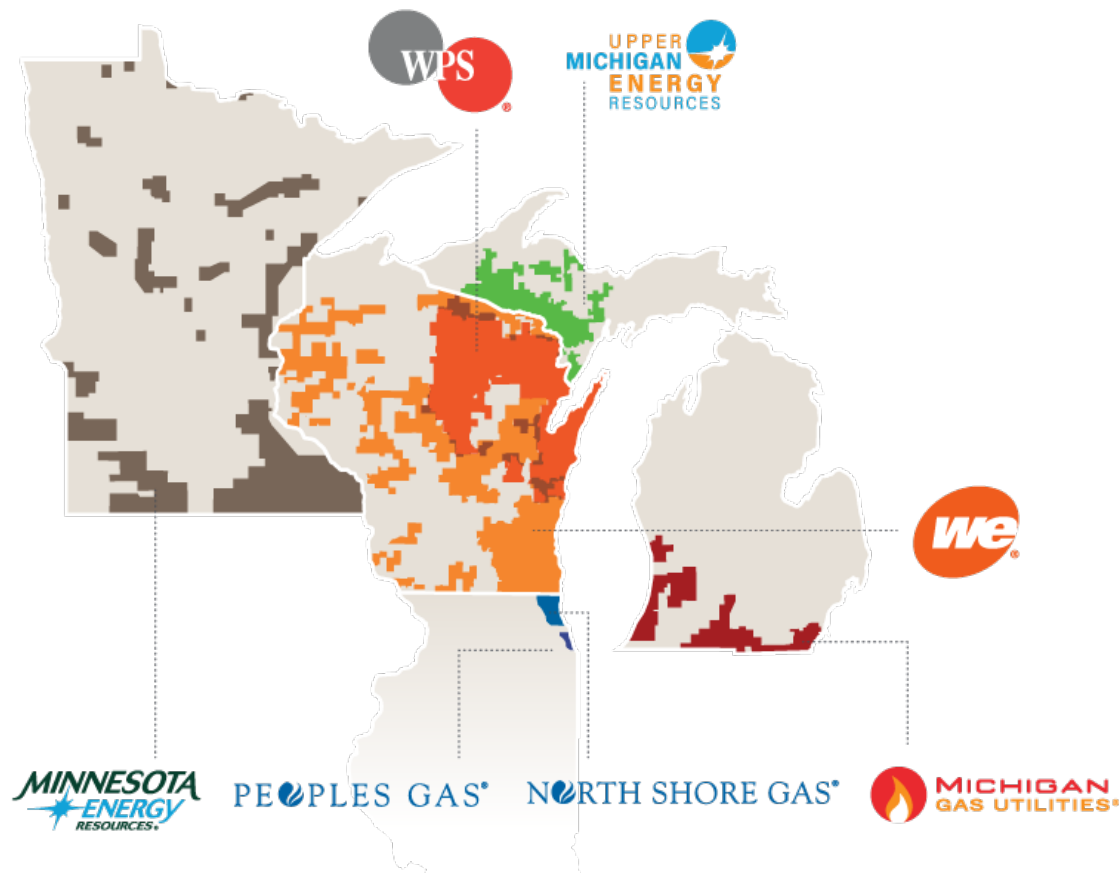 WPS®
UPPER
MICHIGAN
ENERGY
RESOURCES
we®
MINNESOTA
ENERGY
RESOURCES®
PEOPLES GAS®
NORTH SHORE GAS®
MICHIGAN
GAS UTILITIES®